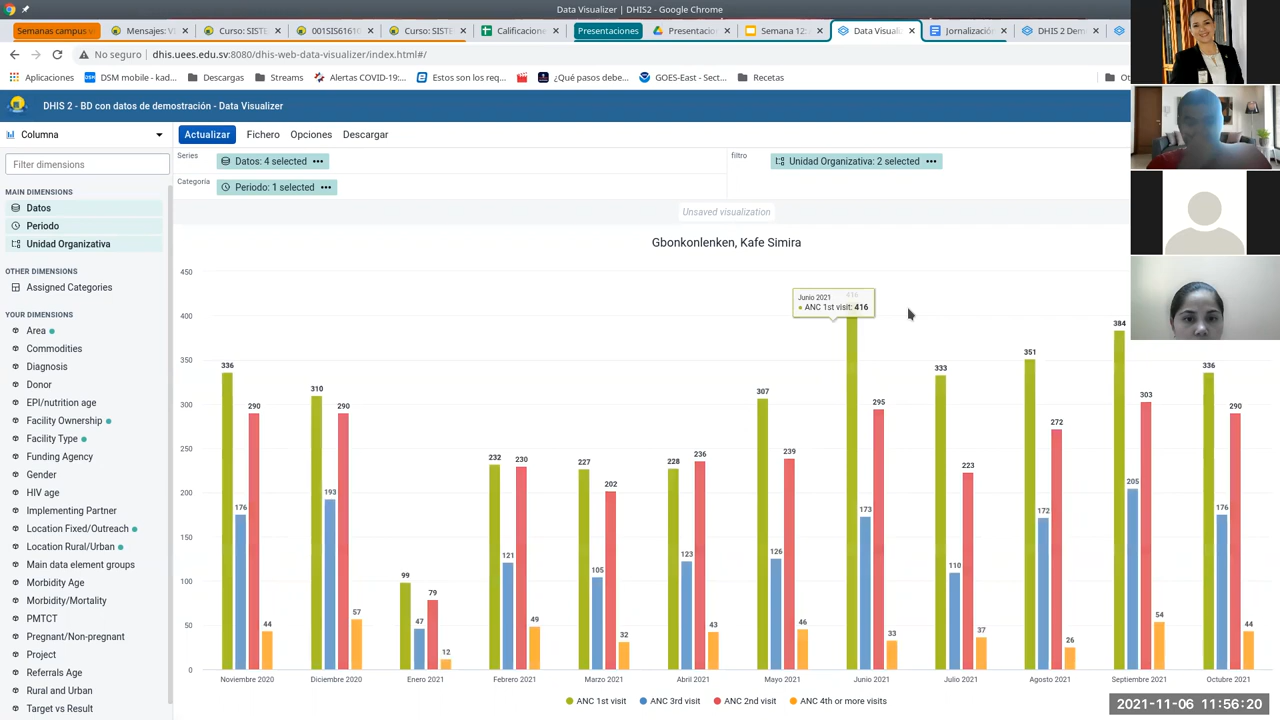 Data Visualizer | DHIS2 - Google Chrome
Semanas campus v
Mensajes: VI
Curso: SISTE
001SIS61610
Curso: SISTE
Calificacione
Presentaciones
Presentacio
Semana 12:
Data Visuali
Jornalización
DHIS 2 Dem
No seguro
dhis.uees.edu.sv:8080/dhis-web-data-visualizer/index.html#/
Aplicaciones
DSM mobile - kad...
Descargas
Streams
Alertas COVID-19:...
Estos son los req...
¿Qué pasos debe...
GOES-East - Sect...
Recetas
Ot
DHIS 2 - BD con datos de demostración - Data Visualizer
Columna
Actualizar
Fichero
Opciones
Descargar
Filter dimensions
Series
Datos: 4 selected
filtro
Unidad Organizativa: 2 selected
Categoría
Periodo: 1 selected
MAIN DIMENSIONS
Datos
Periodo
Unidad Organizativa
OTHER DIMENSIONS
Assigned Categories
YOUR DIMENSIONS
Area
Commodities
Diagnosis
Donor
EPI/nutrition age
Facility Ownership
Facility Type
Funding Agency
Gender
HIV age
Implementing Partner
Location Fixed/Outreach
Location Rural/Urban
Main data element groups
Morbidity Age
Morbidity/Mortality
PMTCT
Pregnant/Non-pregnant
Project
Referrals Age
Rural and Urban
Target vs Result
Unsaved visualization
Gbonkonlenken, Kafe Simira
450
400
350
300
250
200
150
100
50
0
336 176 290 44
310 193 290 57
99 47 79 12
232 121 230 49
227 105 202 32
228 123 236 43
307 126 239 46
416 173 295 33
333 110 223 37
351 172 272 26
384 205 303 54
336 176 290 44
Junio 2021
ANC 1st visit: 416
Noviembre 2020
Diciembre 2020
Enero 2021
Febrero 2021
Marzo 2021
Abril 2021
Mayo 2021
Junio 2021
Julio 2021
Agosto 2021
Septiembre 2021
Octubre 2021
ANC 1st visit
ANC 3rd visit
ANC 2nd visit
ANC 4th or more visits
2021-11-06 11:56:20